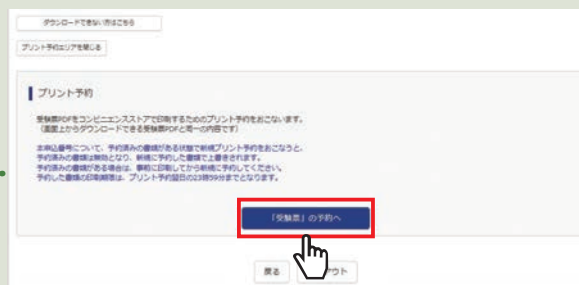 ダウンロードできない方はこちら
プリント予約エリアを閉じる
プリント予約
受験票PDFをコンビニエンスストアで印刷するためのプリント予約をおこないます。
（画面上からダウンロードできる受験票PDFと同一の内容です）
本申込番号について、予約済みの書類がある状態で新規プリント予約をおこなうと、
予約済みの書類は無効となり、新規に予約した書類で上書きされます。
予約済みの書類がある場合は、事前に印刷してから新規に予約してください。
予約した書類の印刷期限は、プリント予約翌日の23時59分までとなります。
「受験票」の予約へ
戻る
アウト